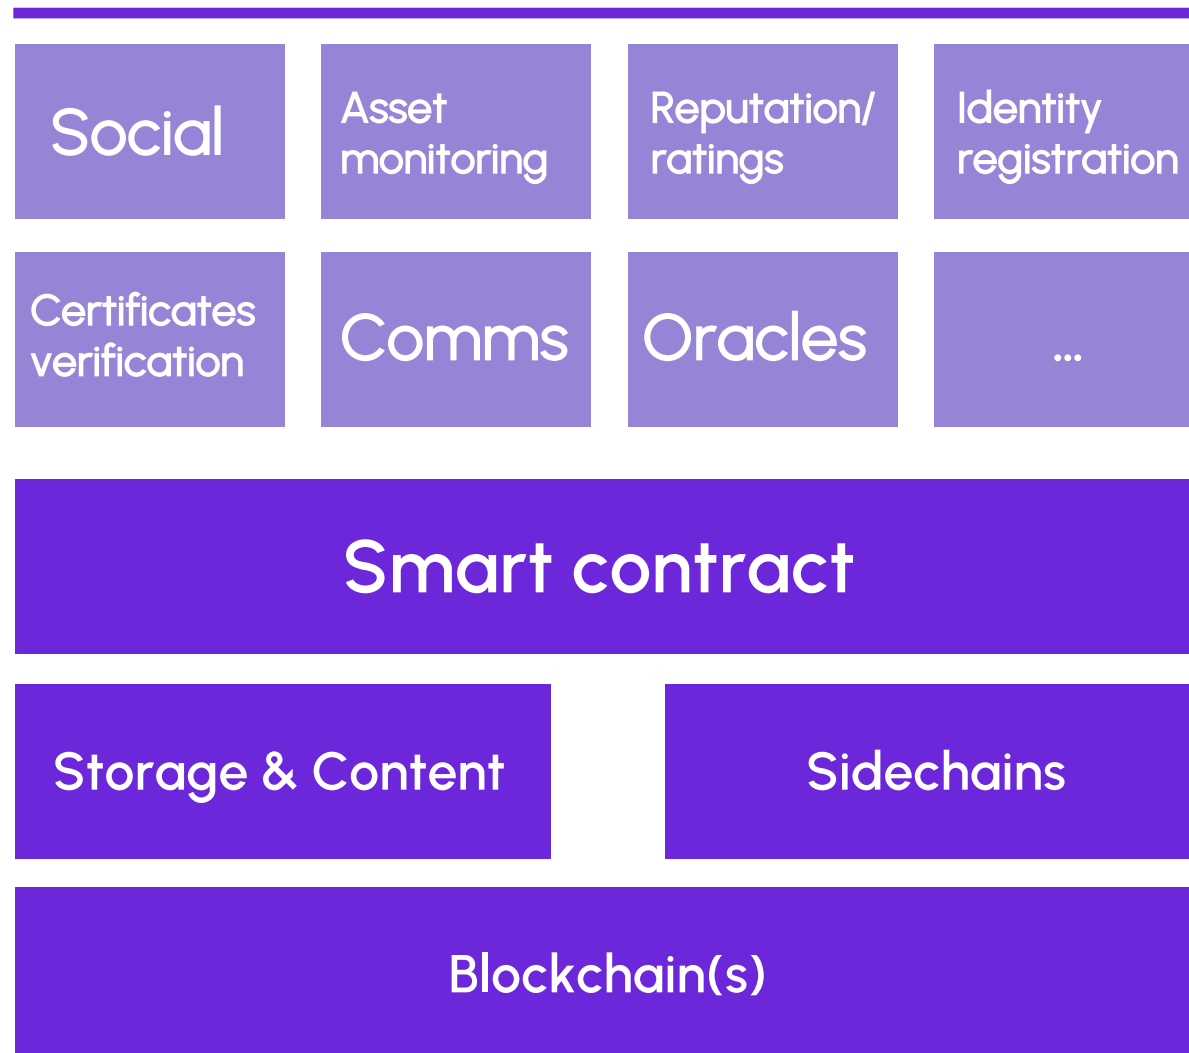 Social
Asset
monitoring
Reputation/
ratings
Identity
registration
Certificates
verification
Comms
Oracles
...
Smart contract
Storage & Content
Sidechains
Blockchain(s)